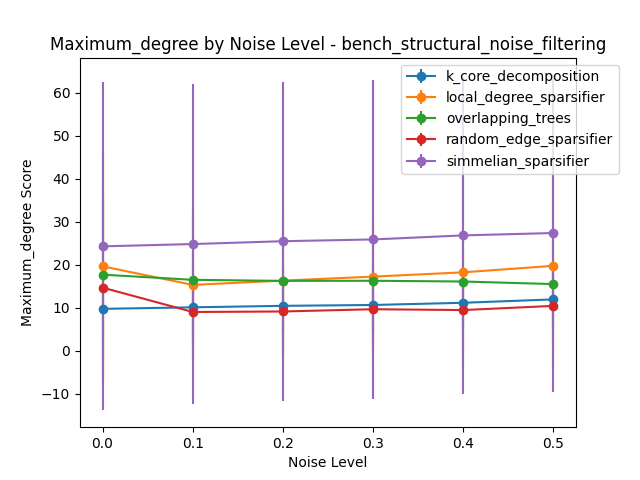 Maximum_degree by Noise Level - bench_structural_noise_filtering
k_core_decomposition
local_degree_sparsifier
overlapping_trees
random_edge_sparsifier
simmelian_sparsifier
Maximum_degree Score
60
50
40
30
20
10
0
−10
0.0 0.1 0.2 0.3 0.4 0.5
Noise Level